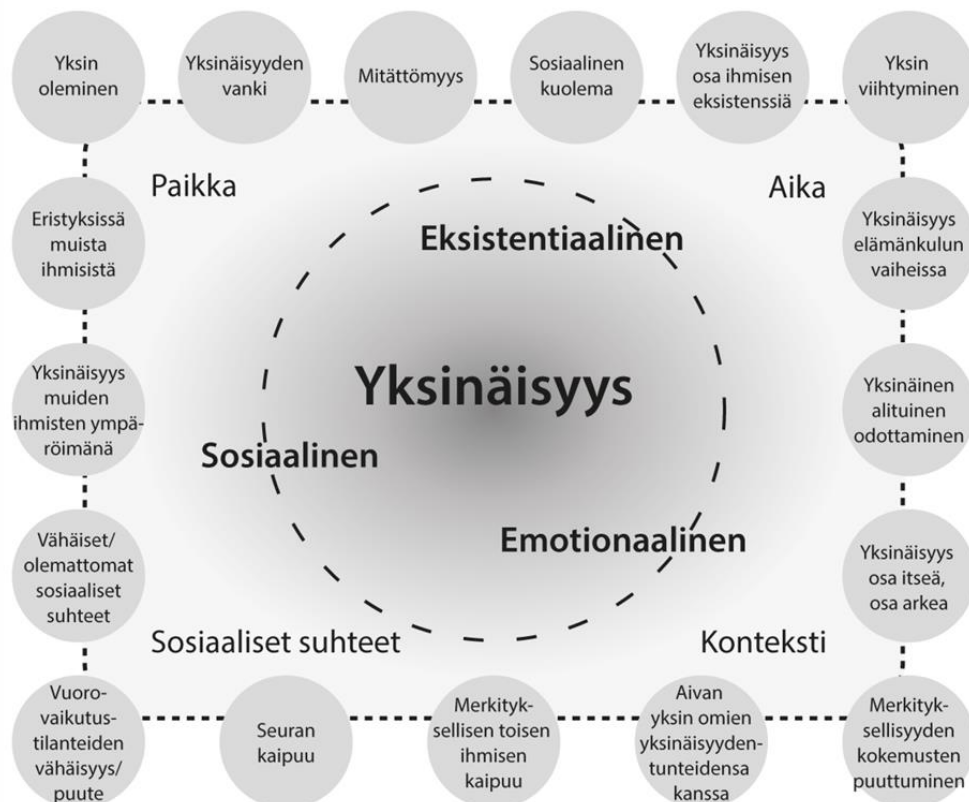 Yksin
oleminen
Yksinäisyyden
vanki
Mitättömyys
Sosiaalinen
kuolema
Yksinäisyys
osa ihmisen
eksistenssiä
Yksin
viihtyminen
Paikka
Aika
Eristyksissä
muista
ihmisistä
Eksistentiaalinen
Yksinäisyys
elämänkulun
vaiheissa
Yksinäisyys
muiden
ihmisten ympä-
röimänä
Yksinäisyys
Yksinäinen
alituinen
odottaminen
Sosiaalinen
Emotionaalinen
Vähäiset/
olemattomat
sosiaaliset
suhteet
Yksinäisyys
osa itseä,
osa arkea
Sosiaaliset suhteet
Konteksti
Vuoro-
vaikutus-
tilanteiden
vähäisyys/
puute
Seuran
kaipuu
Merkityk-
sellisen toisen
ihmisen
kaipuu
Aivan
yksin omien
yksinäisyyden-
tunteidensa
kanssa
Merkityk-
sellisyyden
kokemusten
puuttuminen